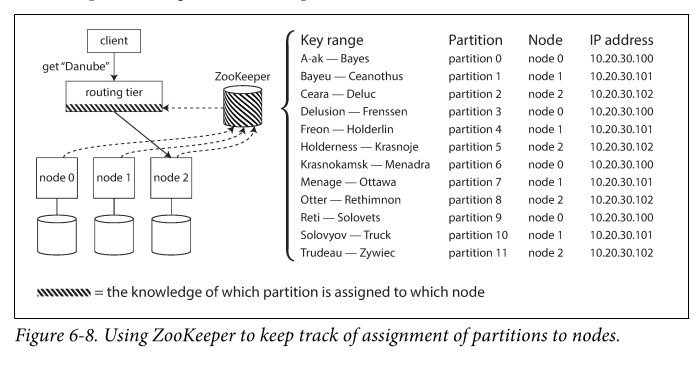 client
get “Danube”
routing tier
ZooKeeper
node 0
node 1
node 2
Key range Partition Node IP address
A-ak — Bayes partition 0 node 0 10.20.30.100
Bayeu — Ceanothus partition 1 node 1 10.20.30.101
Ceara — Deluc partition 2 node 2 10.20.30.102
Delusion — Frenssen partition 3 node 0 10.20.30.100
Freon — Holderlin partition 4 node 1 10.20.30.101
Holderness — Krasnoje partition 5 node 2 10.20.30.102
Krasnokamsk — Menadra partition 6 node 0 10.20.30.100
Menage — Ottawa partition 7 node 1 10.20.30.101
Otter — Rethimnon partition 8 node 2 10.20.30.102
Reti — Solovets partition 9 node 0 10.20.30.100
Solovyov — Truck partition 10 node 1 10.20.30.101
Trudeau — Zywiec partition 11 node 2 10.20.30.102
= the knowledge of which partition is assigned to which node
Figure 6-8. Using ZooKeeper to keep track of assignment of partitions to nodes.